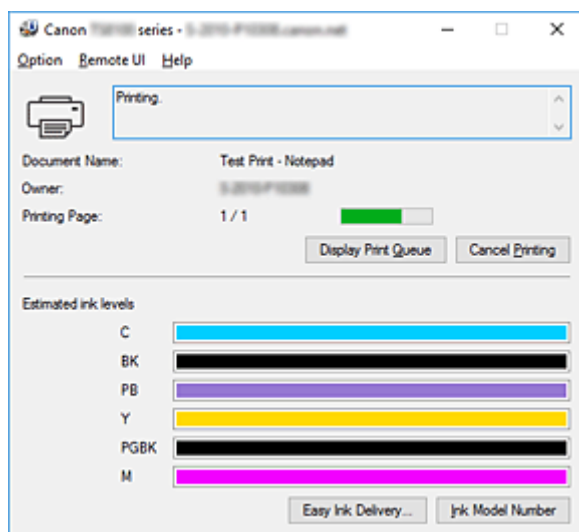 Canon series -
Option Remote UI Help
Printing.
Document Name: Test Print - Notepad
Owner:
Printing Page: 1 / 1
Display Print Queue Cancel Printing
Estimated ink levels
C
BK
PB
Y
PGBK
M
Easy Ink Delivery... Ink Model Number